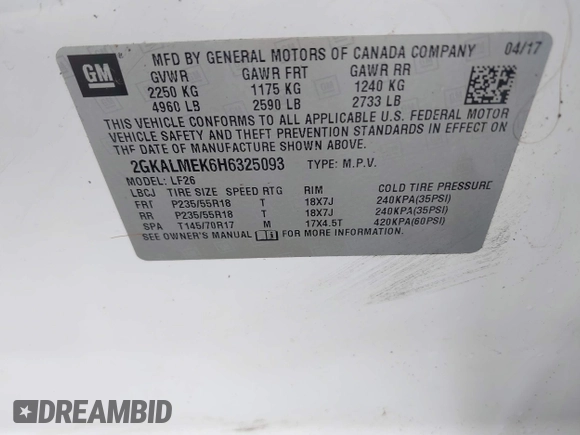 GM
MFD BY GENERAL MOTORS OF CANADA COMPANY 04/17
GVWR GAWR FRT GAWR RR
2250 KG 1175 KG 1240 KG
4960 LB 2590 LB 2733 LB
THIS VEHICLE CONFORMS TO ALL APPLICABLE U.S. FEDERAL MOTOR
VEHICLE SAFETY AND THEFT PREVENTION STANDARDS IN EFFECT ON
THE DATE OF MANUFACTURE SHOWN ABOVE.
2GKALMEK6H6325093 TYPE: M.P.V.
MODEL: LF26
LBCJ TIRE SIZE SPEED RTG RIM COLD TIRE PRESSURE
FRT P235/55R18 T 18X7J 240KPA(35PSI)
RR P235/55R18 T 18X7J 240KPA(35PSI)
SPA T145/70R17 M 17X4.5T 420KPA(60PSI)
SEE OWNER'S MANUAL FOR MORE INFORMATION.
DREAMBID